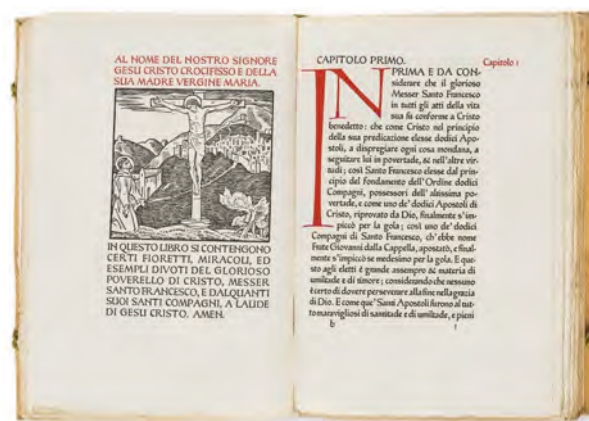 AL NOME DEL NOSTRO SIGNORE
GESU CRISTO CROCIFISSO E DELLA
SUA MADRE VERGINE MARIA.
IN QUESTO LIBRO SI CONTENGONO
CERTI FIORETTI, MIRACOLI, ED
ESEMPLI DIVOTI DEL GLORIOSO
POVERELLO DI CRISTO, MESSER
SANTO FRANCESCO, E DALQUANTI
SUOI SANTI COMPAGNI, A LAUDE
DI GESU CRISTO. AMEN.
CAPITOLO PRIMO.
Capitolo 1
IN PRIMA E DA CON-
siderare che il glorioso
Messer Santo Francesco
in tutti gli atti della vita
sua fu conforme a Cristo
benedetto: che come Cristo nel principio
della sua predicazione elesse dodici Apo-
stoli, a dispregiare ogni cosa mondana, a
seguitare lui in povertade, & nell'altre vir-
tudi; così Santo Francesco elesse dal prin-
cipio del fondamento dell'Ordine dodici
Compagni, possessori dell'altissima po-
vertade, e come uno de' dodici Apostoli di
Cristo, riprovato da Dio, finalmente s'im-
piccò per la gola; così uno de' dodici
Compagni di Santo Francesco, ch'ebbe nome
Frate Giovanni dalla Cappella, apostatò, e final-
mente s'impiccò se medesimo per la gola. E que-
sto agli eletti è grande assempro & materia di
umiltade e di timore; considerando che nessuno
è certo di dovere perseverare alla fine nella grazia
di Dio. E come que' Santi Apostoli furono al tut-
to maravigliosi di santitade e di umiltade, e pieni
b 1